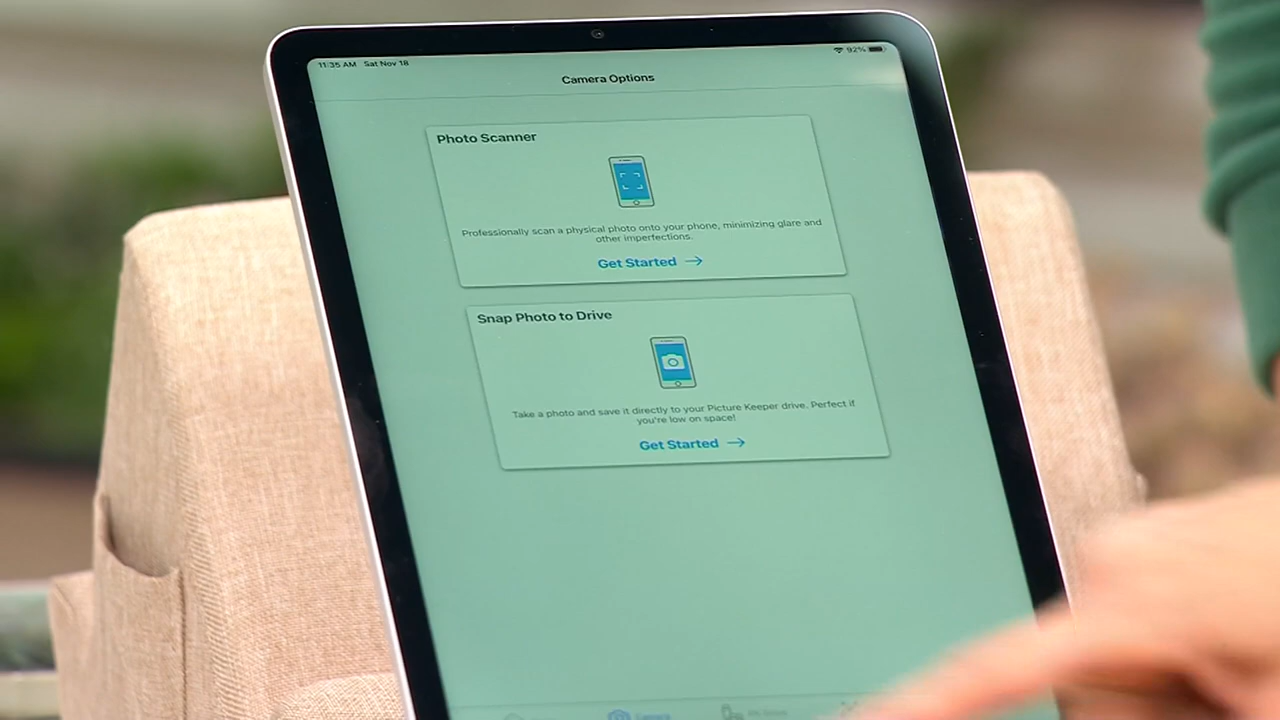 11:35 AM Sat Nov 18
92%
Camera Options
Photo Scanner
Professionally scan a physical photo onto your phone, minimizing glare and
other imperfections.
Get Started
Snap Photo to Drive
Take a photo and save it directly to your Picture Keeper drive. Perfect if
you're low on space!
Get Started
Camera